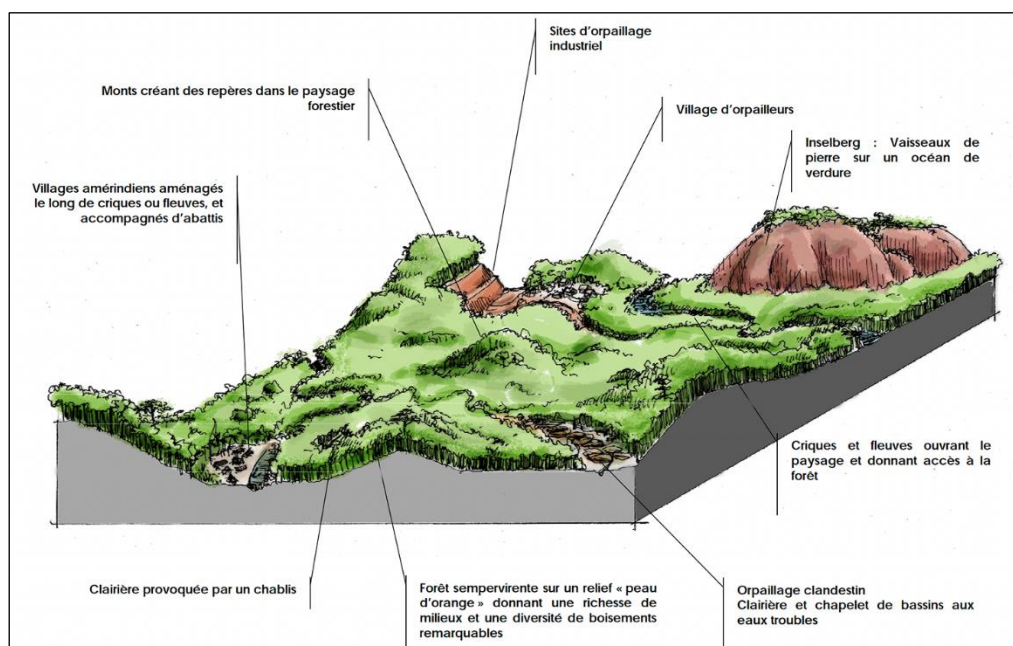 Sites d'orpaillage
industriel
Monts créant des repères dans le paysage
forestier
Village d'orpailleurs
Inselberg : Vaisseaux de
pierre sur un océan de
verdure
Villages amérindiens aménagés
le long de criques ou fleuves, et
accompagnés d'abattis
Criques et fleuves ouvrant le
paysage et donnant accès à la
forêt
Clairière provoquée par un chablis
Forêt sempervirente sur un relief « peau
d'orange » donnant une richesse de
milieux et une diversité de boisements
remarquables
Orpaillage clandestin
Clairière et chapelet de bassins aux
eaux troubles